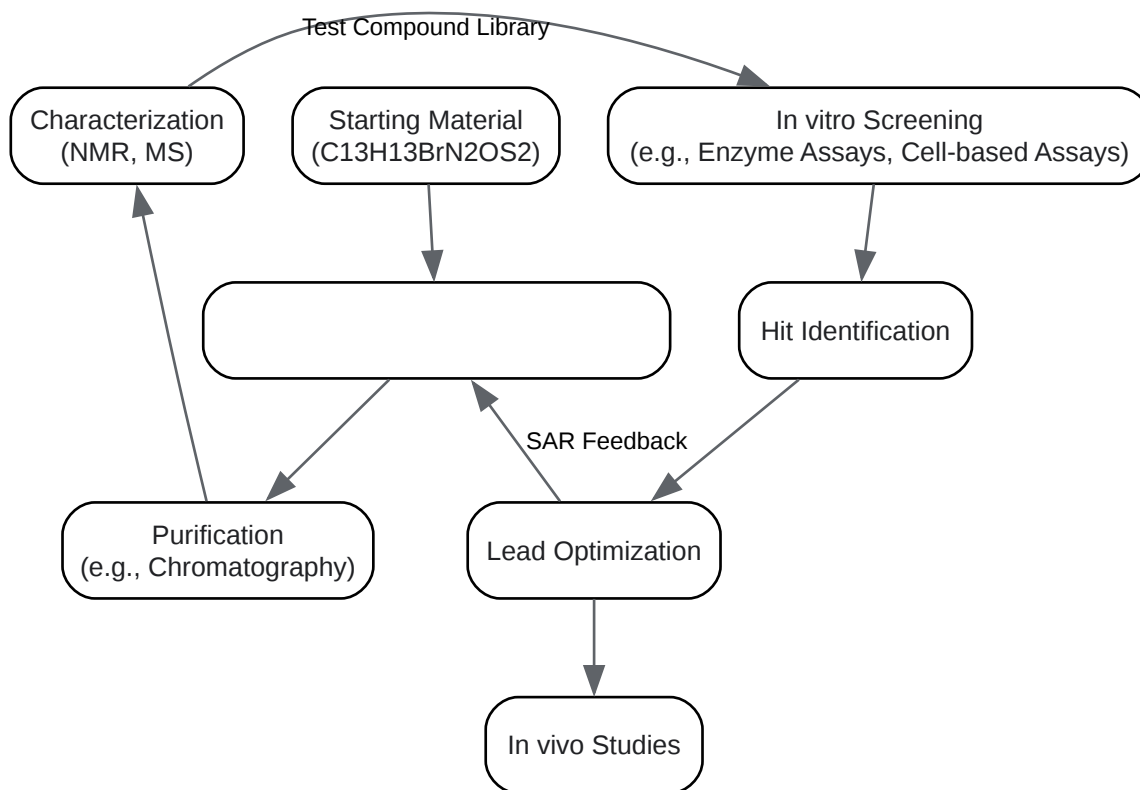 Test Compound Library
Characterization
(NMR, MS)
Starting Material
(C13H13BrN2OS2)
In vitro Screening
(e.g., Enzyme Assays, Cell-based Assays)
Hit Identification
SAR Feedback
Purification
(e.g., Chromatography)
Lead Optimization
In vivo Studies